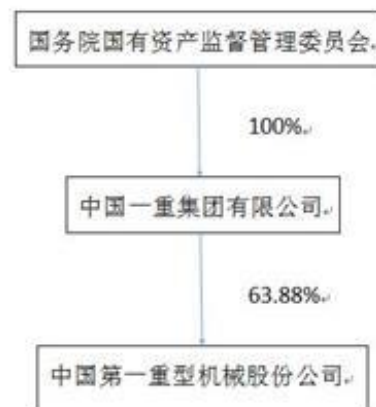 国务院国有资产监督管理委员会
100%
中国一重集团有限公司
63.88%
中国第一重型机械股份公司